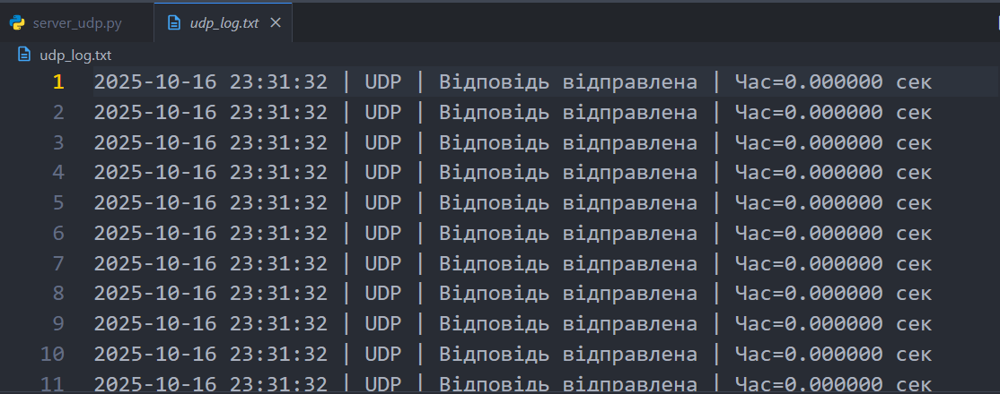 server_udp.py udp_log.txt
udp_log.txt
1 2025-10-16 23:31:32 | UDP | Відповідь відправлена | Час=0.000000 сек
2 2025-10-16 23:31:32 | UDP | Відповідь відправлена | Час=0.000000 сек
3 2025-10-16 23:31:32 | UDP | Відповідь відправлена | Час=0.000000 сек
4 2025-10-16 23:31:32 | UDP | Відповідь відправлена | Час=0.000000 сек
5 2025-10-16 23:31:32 | UDP | Відповідь відправлена | Час=0.000000 сек
6 2025-10-16 23:31:32 | UDP | Відповідь відправлена | Час=0.000000 сек
7 2025-10-16 23:31:32 | UDP | Відповідь відправлена | Час=0.000000 сек
8 2025-10-16 23:31:32 | UDP | Відповідь відправлена | Час=0.000000 сек
9 2025-10-16 23:31:32 | UDP | Відповідь відправлена | Час=0.000000 сек
10 2025-10-16 23:31:32 | UDP | Відповідь відправлена | Час=0.000000 сек
11 2025-10-16 23:31:32 | UDP | Відповідь відправлена | Час=0.000000 сек